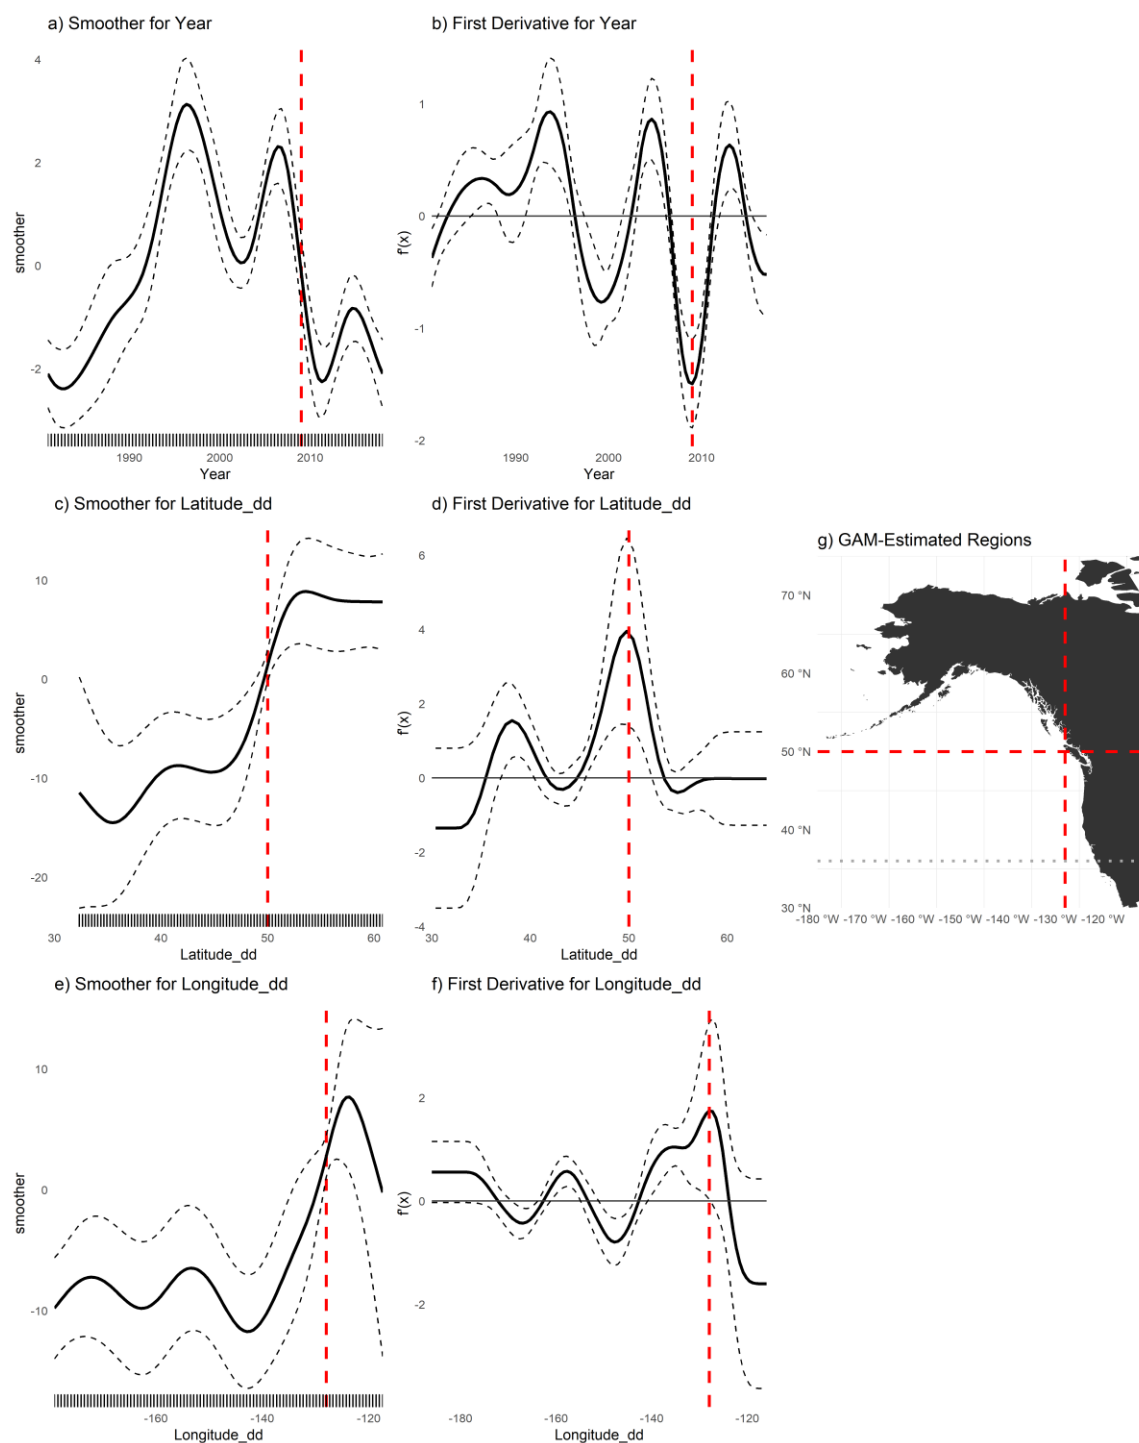 a) Smoother for Year
b) First Derivative for Year
4
2
0
-2
smoother
1990
2000
2010
Year
1
0
-1
-2
f'(x)
1990
2000
2010
Year
c) Smoother for Latitude_dd
d) First Derivative for Latitude_dd
g) GAM-Estimated Regions
10
0
-10
-20
smoother
30
40
50
60
Latitude_dd
6
4
2
0
-2
-4
f'(x)
30
40
50
60
Latitude_dd
70 °N
60 °N
50 °N
40 °N
30 °N
-175 °W -170 °W -160 °W -150 °W -140 °W -130 °W -120 °W
e) Smoother for Longitude_dd
f) First Derivative for Longitude_dd
10
0
-10
smoother
-160
-140
-120
Longitude_dd
2
0
-2
f'(x)
-180
-160
-140
-120
Longitude_dd